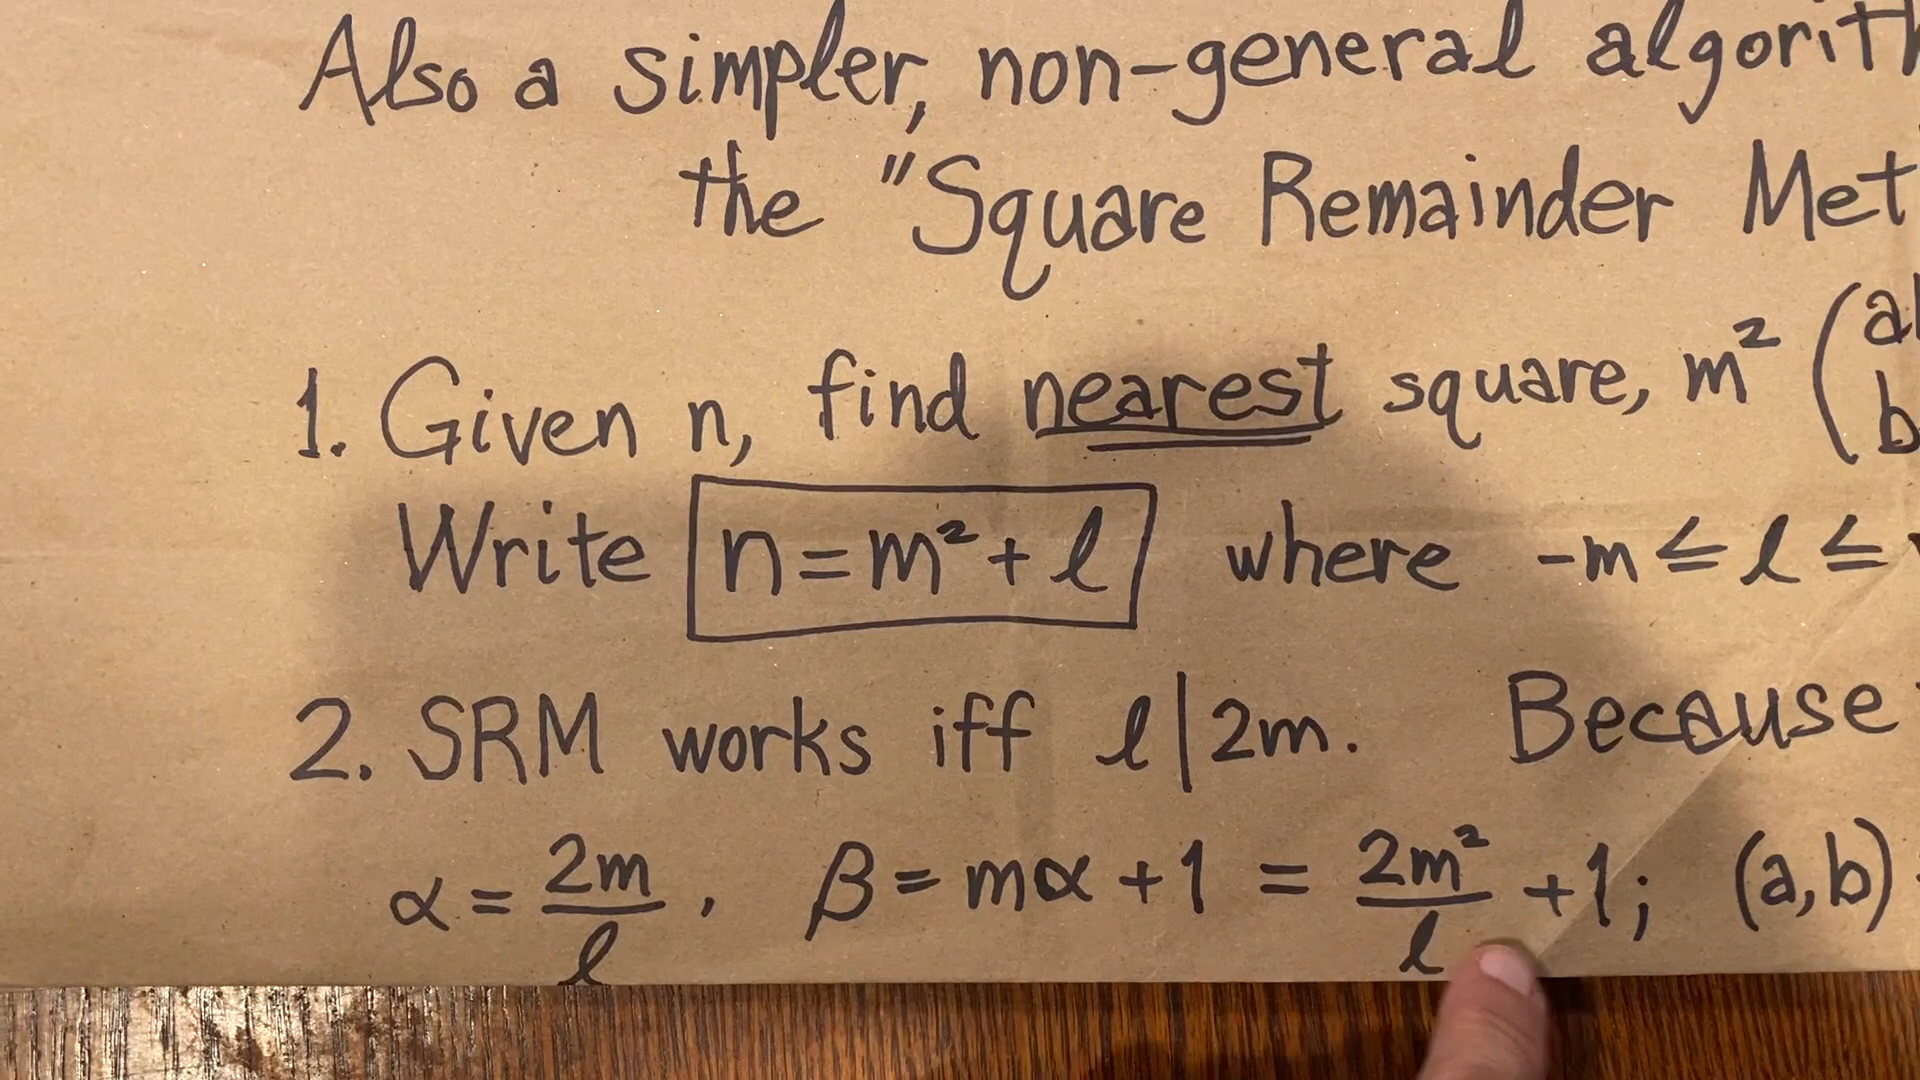 Also a simpler, non-general algorith
the "Square Remainder Met
1. Given n, find nearest square, m² (a
b
Write n=m²+l where -m ≤ l ≤
2. SRM works iff l|2m. Because
α = 2m/l, β = mα + 1 = 2m²/l + 1; (a,b)